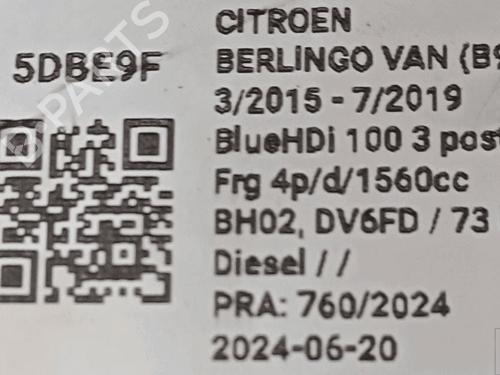 CITROEN
5DBE9F
BERLINGO VAN (B9
3/2015 - 7/2019
BlueHDi 100 3 post
Frg 4p/d/1560cc
BH02, DV6FD / 73
Diesel / /
PRA: 760/2024
2024-06-20